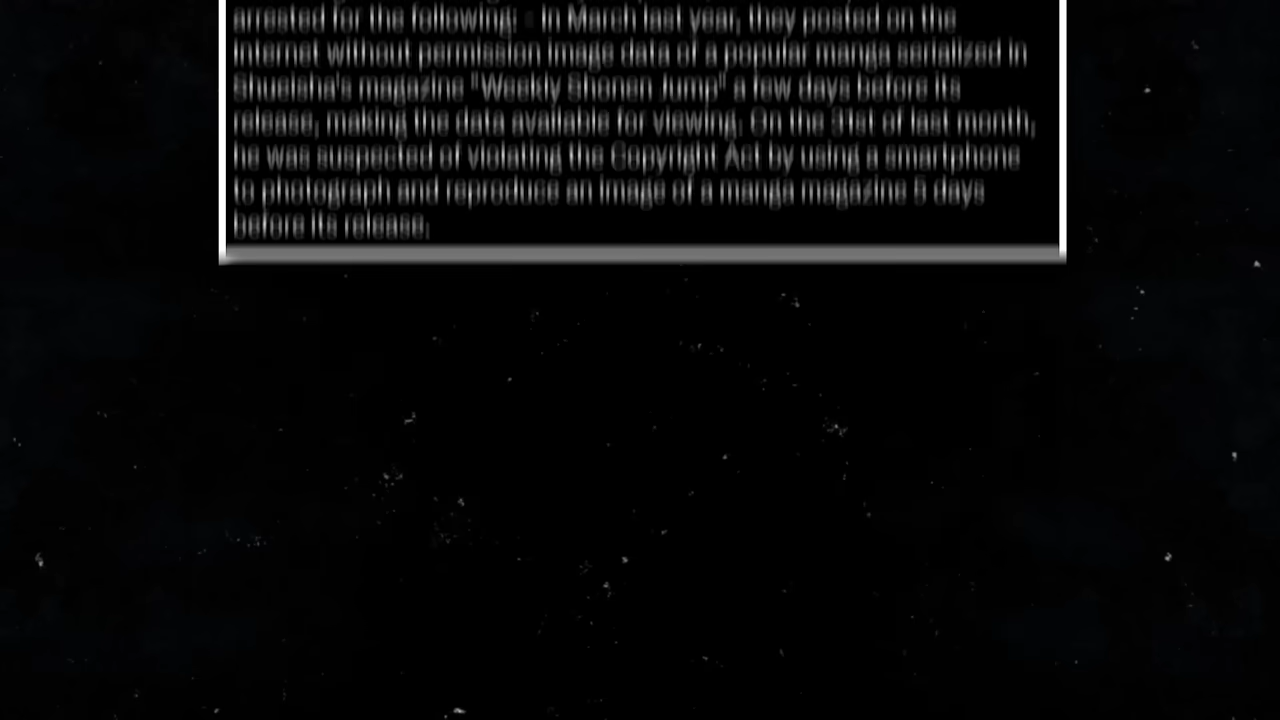 arrested for the following: - In March last year, they posted on the
internet without permission image data of a popular manga serialized in
Shueisha's magazine "Weekly Shonen Jump" a few days before its
release, making the data available for viewing. On the 31st of last month,
he was suspected of violating the Copyright Act by using a smartphone
to photograph and reproduce an image of a manga magazine 5 days
before its release.